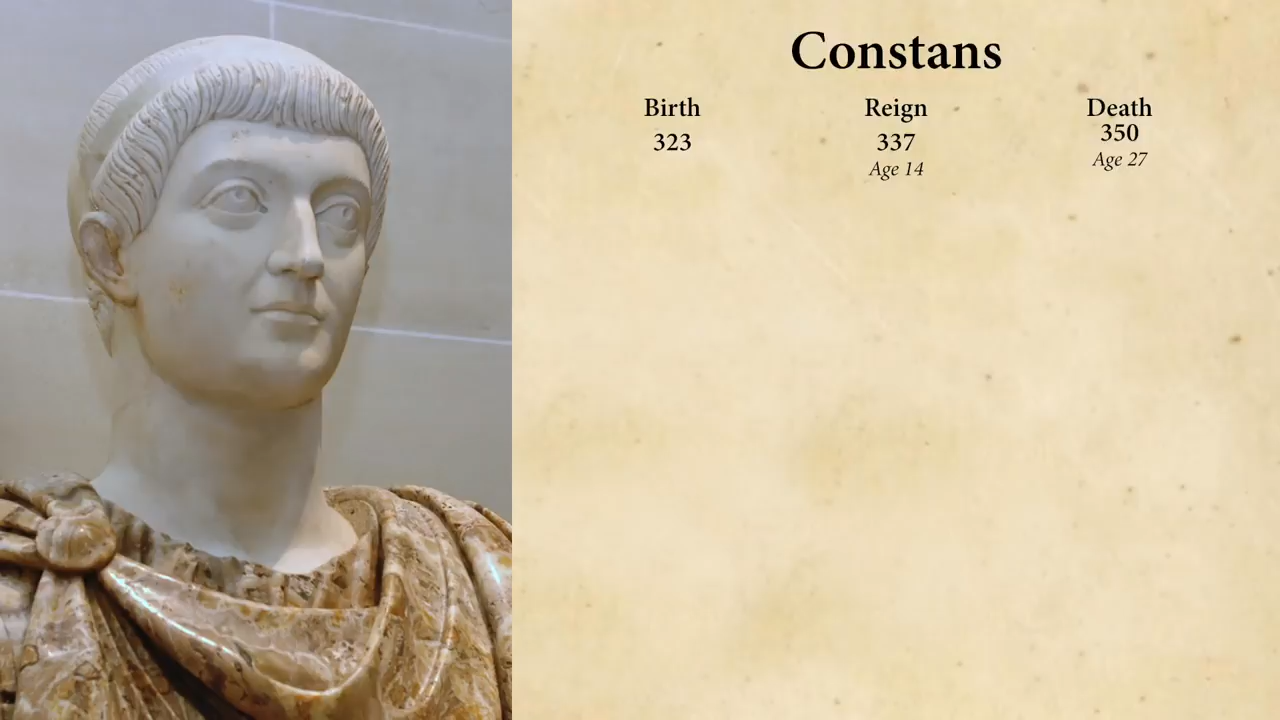 Constans
Birth
Reign
Death
323
337
350
Age 14
Age 27